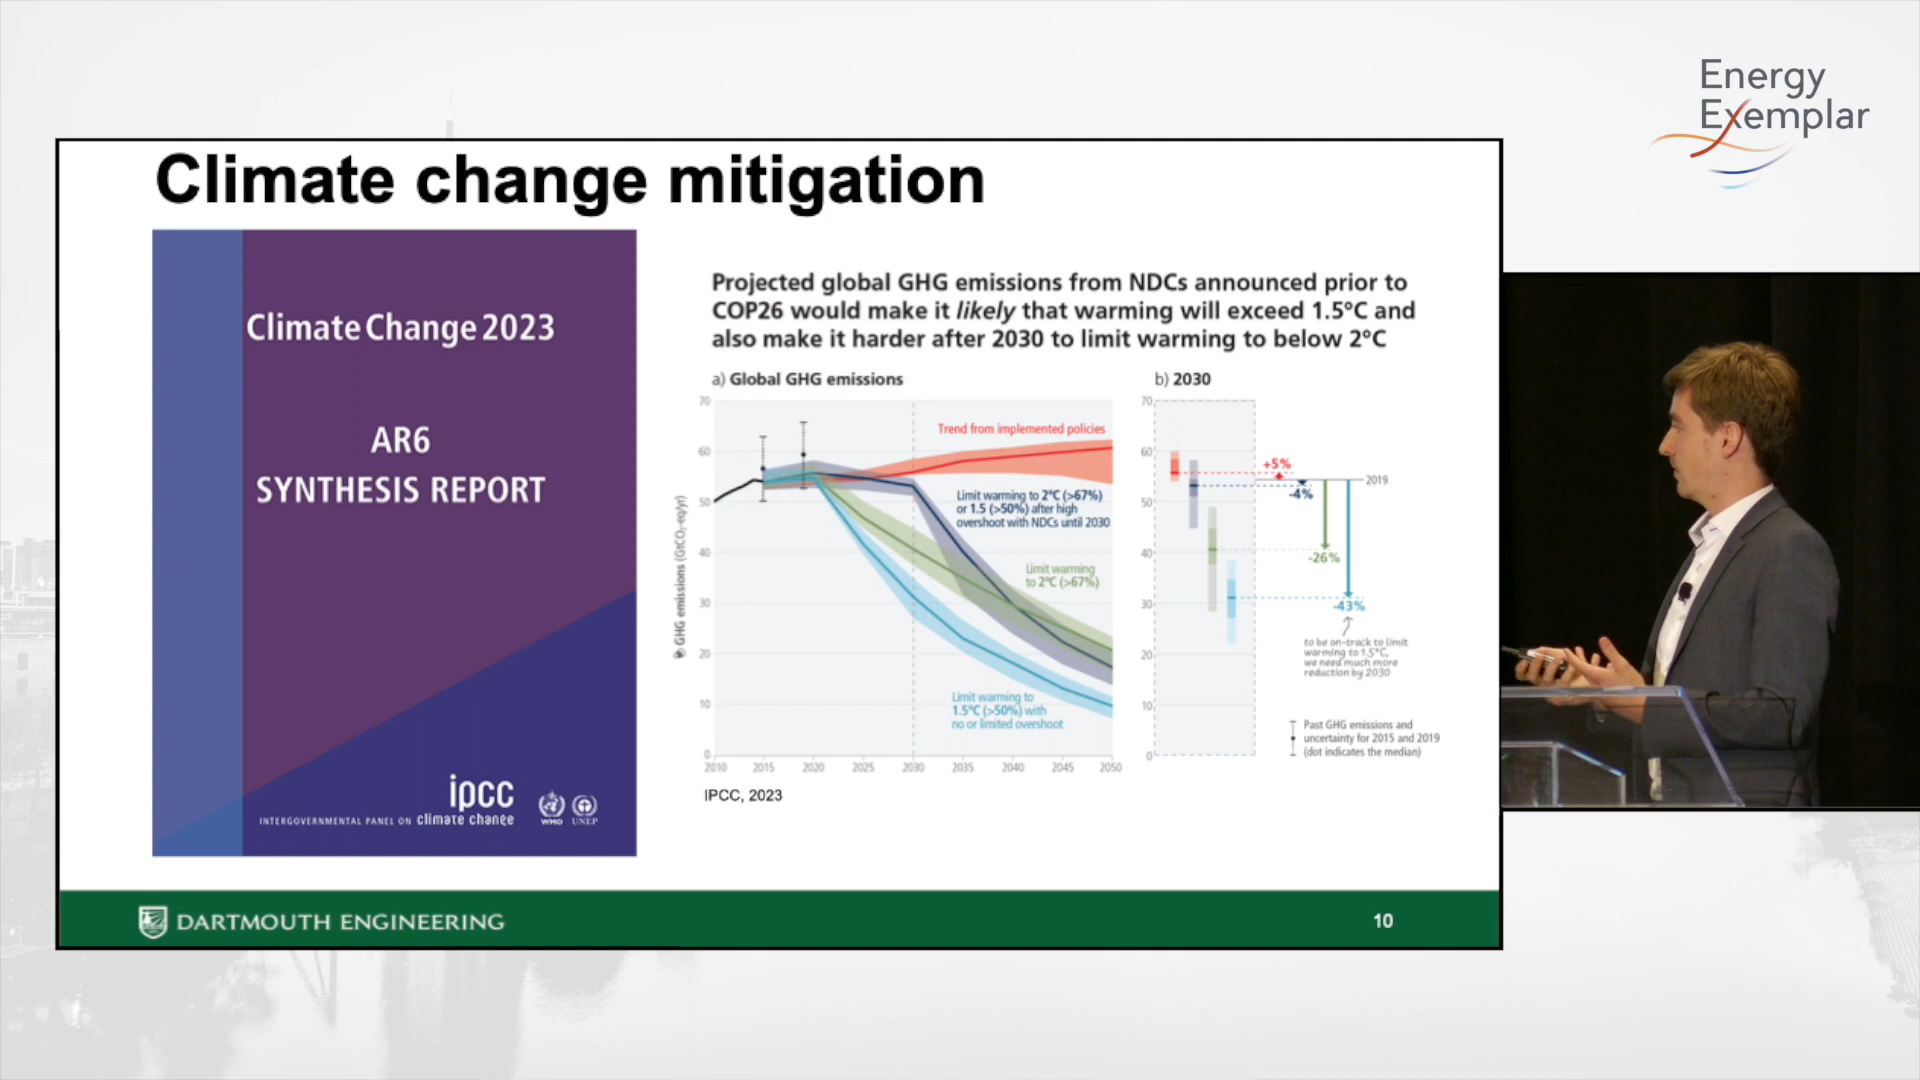 Energy
Exemplar
Climate change mitigation
Climate Change 2023
AR6
SYNTHESIS REPORT
ipcc
INTERGOVERNMENTAL PANEL ON climate change
WMO
UNEP
Projected global GHG emissions from NDCs announced prior to
COP26 would make it likely that warming will exceed 1.5°C and
also make it harder after 2030 to limit warming to below 2°C
a) Global GHG emissions
GHG emissions (GtCO₂-eq/yr)
70
60
50
40
30
20
10
0
2010
2015
2020
2025
2030
2035
2040
2045
2050
Trend from implemented policies
Limit warming to 2°C (>67%)
or 1.5 (>50%) after high
overshoot with NDCs until 2030
Limit warming
to 2°C (>67%)
Limit warming to
1.5°C (>50%) with
no or limited overshoot
b) 2030
70
60
50
40
30
20
10
0
+5%
-4%
2019
-26%
-43%
to be on-track to limit
warming to 1.5°C,
we need much more
reduction by 2030
Past GHG emissions and
uncertainty for 2015 and 2019
(dot indicates the median)
IPCC, 2023
DARTMOUTH ENGINEERING
10